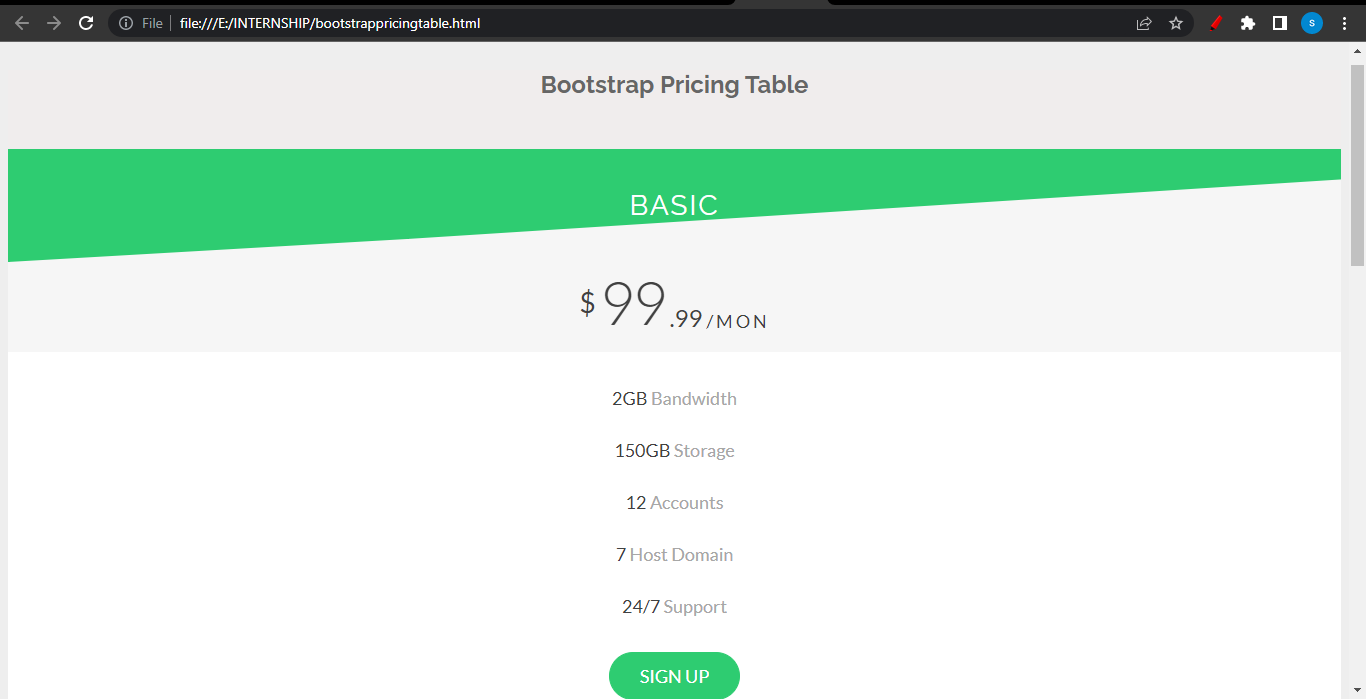 File file:///E:/INTERNSHIP/bootstrappricingtable.html
S
Bootstrap Pricing Table
BASIC
$99.99/MON
2GB Bandwidth
150GB Storage
12 Accounts
7 Host Domain
24/7 Support
SIGN UP